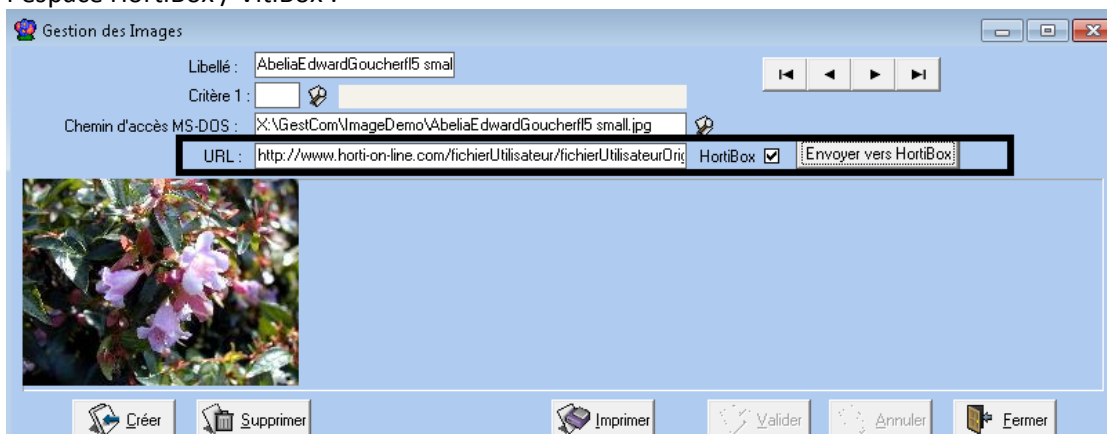 l'espace HortiBox / VitiBox :
Gestion des Images
Libellé : AbeliaEdwardGoucherfl5 smal
Critère 1 :
Chemin d'accès MS-DOS : X:\GestCom\ImageDemo\AbeliaEdwardGoucherfl5 small.jpg
URL : http://www.horti-on-line.com/fichierUtilisateur/fichierUtilisateurOrig HortiBox Envoyer vers HortiBox
Créer Supprimer Imprimer Valider Annuler Fermer